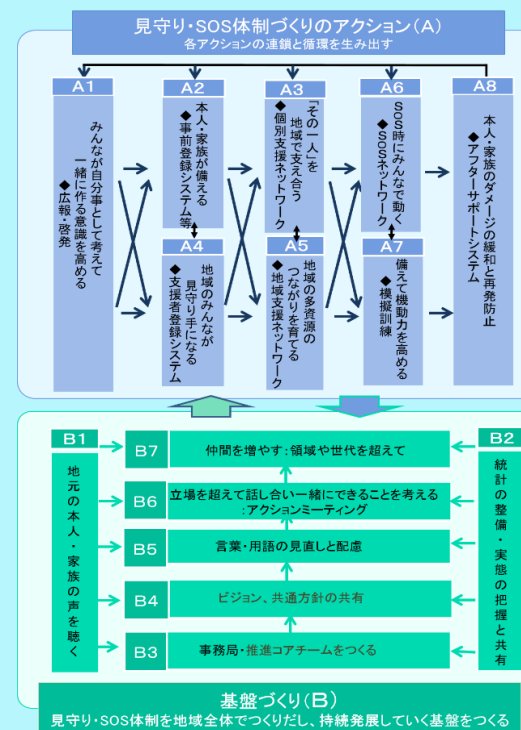 見守り・SOS体制づくりのアクション(A)
各アクションの連鎖と循環を生み出す
A1
みんなが自分事として考えて
一緒に作る意識を高める
◆広報・啓発
A2
本人・家族が備える
◆事前登録システム等
A3
「その一人」を
地域で支え合う
◆個別支援ネットワーク
A6
SOS時にみんなで動く
◆SOSネットワーク
A8
本人・家族のダメージの緩和と再発防止
◆アフターサポートシステム
A4
地域のみんなが
見守り手になる
◆支援者登録システム
A5
地域の多資源の
つながりを育てる
◆地域支援ネットワーク
A7
備えて機動力を高める
◆模擬訓練
B1
地元の本人・家族の声を聴く
B2
統計の整備・実態の把握と共有
B7
仲間を増やす:領域や世代を超えて
B6
立場を超えて話し合い一緒にできることを考える
:アクションミーティング
B5
言葉・用語の見直しと配慮
B4
ビジョン、共通方針の共有
B3
事務局・推進コアチームをつくる
基盤づくり(B)
見守り・SOS体制を地域全体でつくりだし、持続発展していく基盤をつくる